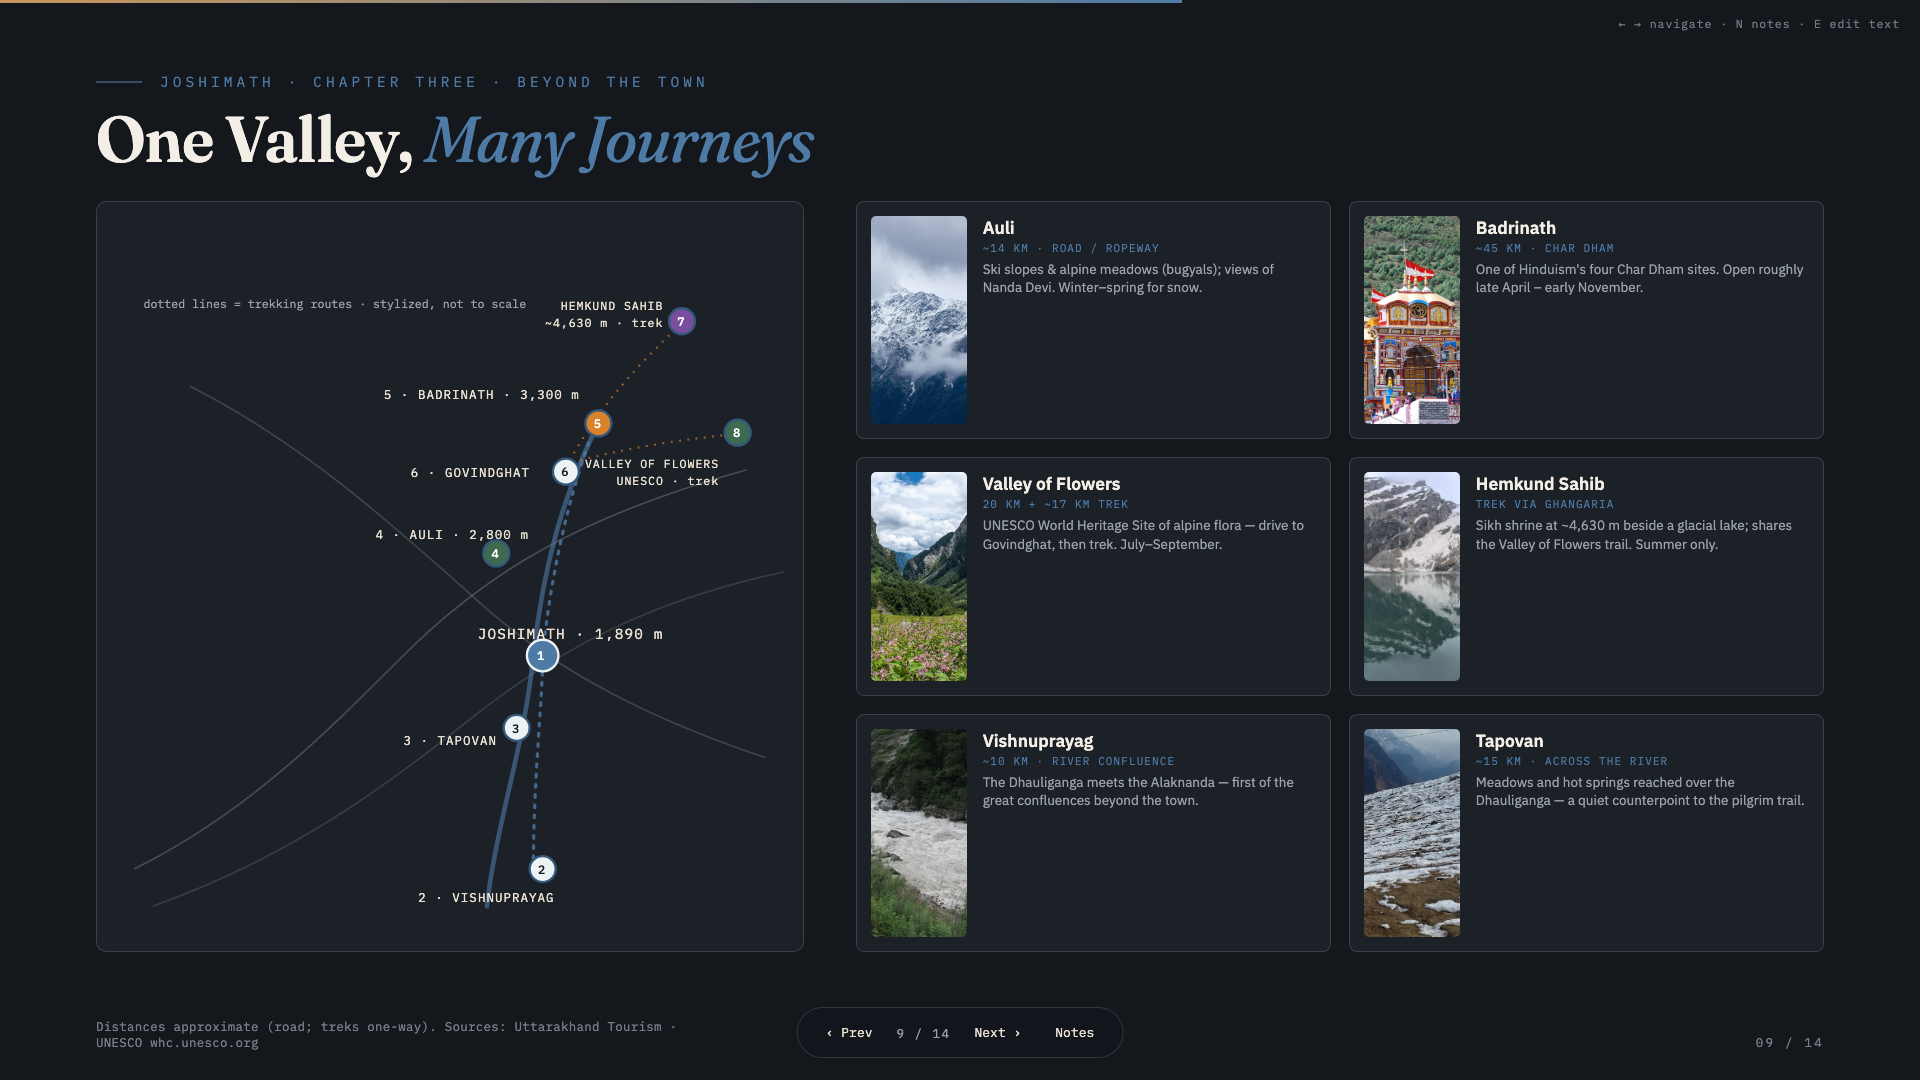 ← → navigate · N notes · E edit text
JOSHIMATH · CHAPTER THREE · BEYOND THE TOWN
One Valley, Many Journeys
dotted lines = trekking routes · stylized, not to scale
HEMKUND SAHIB
~4,630 m · trek
7
5 · BADRINATH · 3,300 m
5
8
6 · GOVINDGHAT
6
VALLEY OF FLOWERS
UNESCO · trek
4 · AULI · 2,800 m
4
JOSHIMATH · 1,890 m
1
3
3 · TAPOVAN
2
2 · VISHNUPRAYAG
Auli
~14 KM · ROAD / ROPEWAY
Ski slopes & alpine meadows (bugyals); views of
Nanda Devi. Winter–spring for snow.
Badrinath
~45 KM · CHAR DHAM
One of Hinduism's four Char Dham sites. Open roughly
late April – early November.
Valley of Flowers
20 KM + ~17 KM TREK
UNESCO World Heritage Site of alpine flora — drive to
Govindghat, then trek. July–September.
Hemkund Sahib
TREK VIA GHANGARIA
Sikh shrine at ~4,630 m beside a glacial lake; shares
the Valley of Flowers trail. Summer only.
Vishnuprayag
~10 KM · RIVER CONFLUENCE
The Dhauliganga meets the Alaknanda — first of the
great confluences beyond the town.
Tapovan
~15 KM · ACROSS THE RIVER
Meadows and hot springs reached over the
Dhauliganga — a quiet counterpoint to the pilgrim trail.
Distances approximate (road; treks one-way). Sources: Uttarakhand Tourism ·
UNESCO whc.unesco.org
‹ Prev 9 / 14 Next › Notes
09 / 14